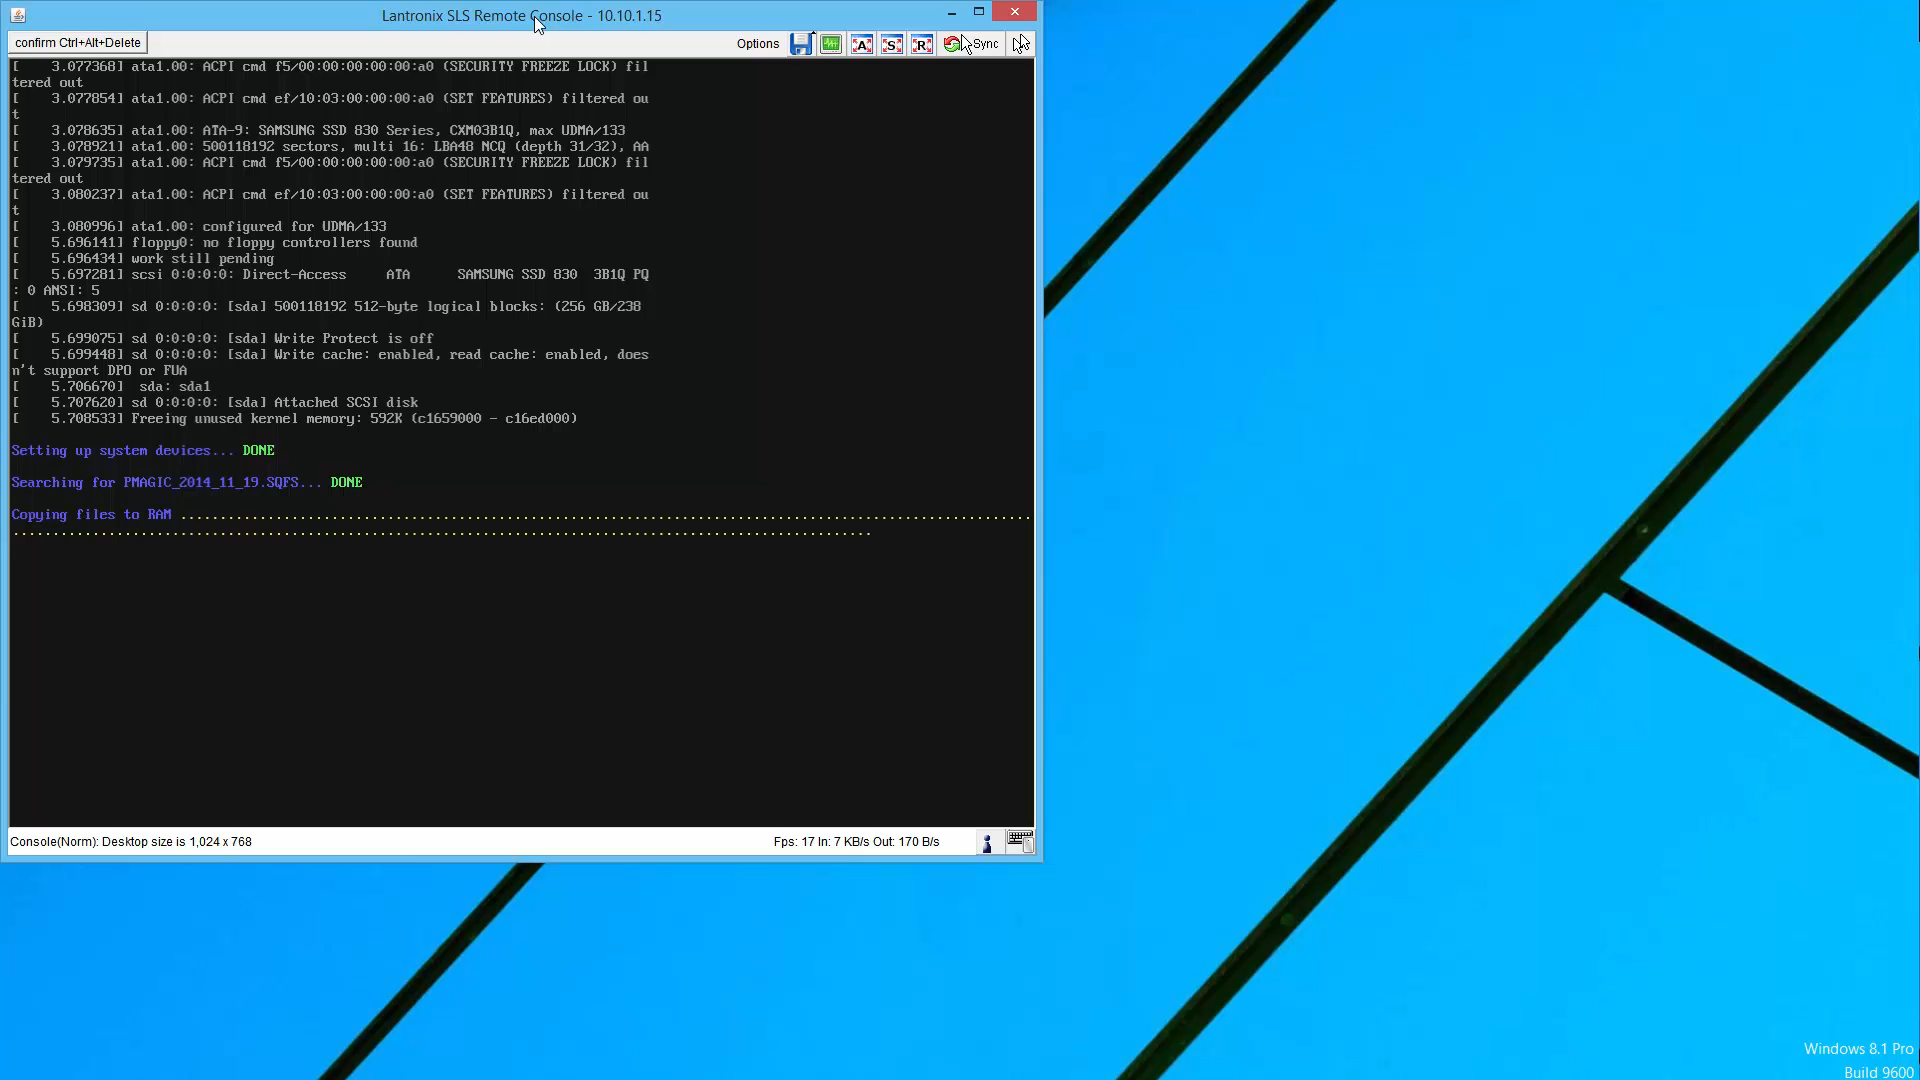 Lantronix SLS Remote Console - 10.10.1.15
confirm Ctrl+Alt+Delete
Options
A
S
R
Sync
[    3.077368] ata1.00: ACPI cmd f5/00:00:00:00:00:a0 (SECURITY FREEZE LOCK) fil
tered out
[    3.077854] ata1.00: ACPI cmd ef/10:03:00:00:00:a0 (SET FEATURES) filtered ou
t
[    3.078635] ata1.00: ATA-9: SAMSUNG SSD 830 Series, CXM03B1Q, max UDMA/133
[    3.078921] ata1.00: 500118192 sectors, multi 16: LBA48 NCQ (depth 31/32), AA
[    3.079735] ata1.00: ACPI cmd f5/00:00:00:00:00:a0 (SECURITY FREEZE LOCK) fil
tered out
[    3.080237] ata1.00: ACPI cmd ef/10:03:00:00:00:a0 (SET FEATURES) filtered ou
t
[    3.080996] ata1.00: configured for UDMA/133
[    5.696141] floppy0: no floppy controllers found
[    5.696434] work still pending
[    5.697281] scsi 0:0:0:0: Direct-Access     ATA      SAMSUNG SSD 830  3B1Q PQ
: 0 ANSI: 5
[    5.698309] sd 0:0:0:0: [sda] 500118192 512-byte logical blocks: (256 GB/238
GiB)
[    5.699075] sd 0:0:0:0: [sda] Write Protect is off
[    5.699448] sd 0:0:0:0: [sda] Write cache: enabled, read cache: enabled, does
n't support DPO or FUA
[    5.706670]  sda: sda1
[    5.707620] sd 0:0:0:0: [sda] Attached SCSI disk
[    5.708533] Freeing unused kernel memory: 592K (c1659000 - c16ed000)
Setting up system devices... DONE
Searching for PMAGIC_2014_11_19.SQFS... DONE
Copying files to RAM ...........................................................................................................
............................................................................................................
Console(Norm): Desktop size is 1,024 x 768
Fps: 17 In: 7 KB/s Out: 170 B/s
Windows 8.1 Pro
Build 9600